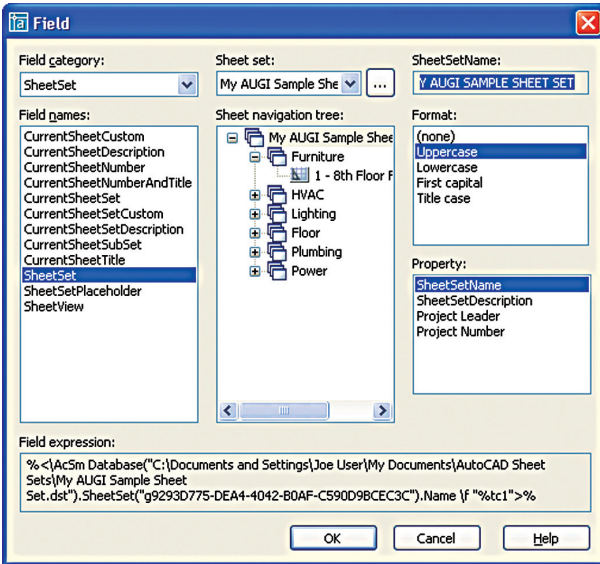 Field
Field category:
SheetSet
Sheet set:
My AUGI Sample She
...
SheetSetName:
Y AUGI SAMPLE SHEET SET
Field names:
CurrentSheetCustom
CurrentSheetDescription
CurrentSheetNumber
CurrentSheetNumberAndTitle
CurrentSheetSet
CurrentSheetSetCustom
CurrentSheetSetDescription
CurrentSheetSubSet
CurrentSheetTitle
SheetSet
SheetSetPlaceholder
SheetView
Sheet navigation tree:
My AUGI Sample Shee
Furniture
1 - 8th Floor F
HVAC
Lighting
Floor
Plumbing
Power
Format:
(none)
Uppercase
Lowercase
First capital
Title case
Property:
SheetSetName
SheetSetDescription
Project Leader
Project Number
Field expression:
%<\AcSm Database("C:\Documents and Settings\Joe User\My Documents\AutoCAD Sheet
Sets\My AUGI Sample Sheet
Set.dst").SheetSet("g9293D775-DEA4-4042-B0AF-C590D9BCEC3C").Name \f "%tc1">%
OK
Cancel
Help